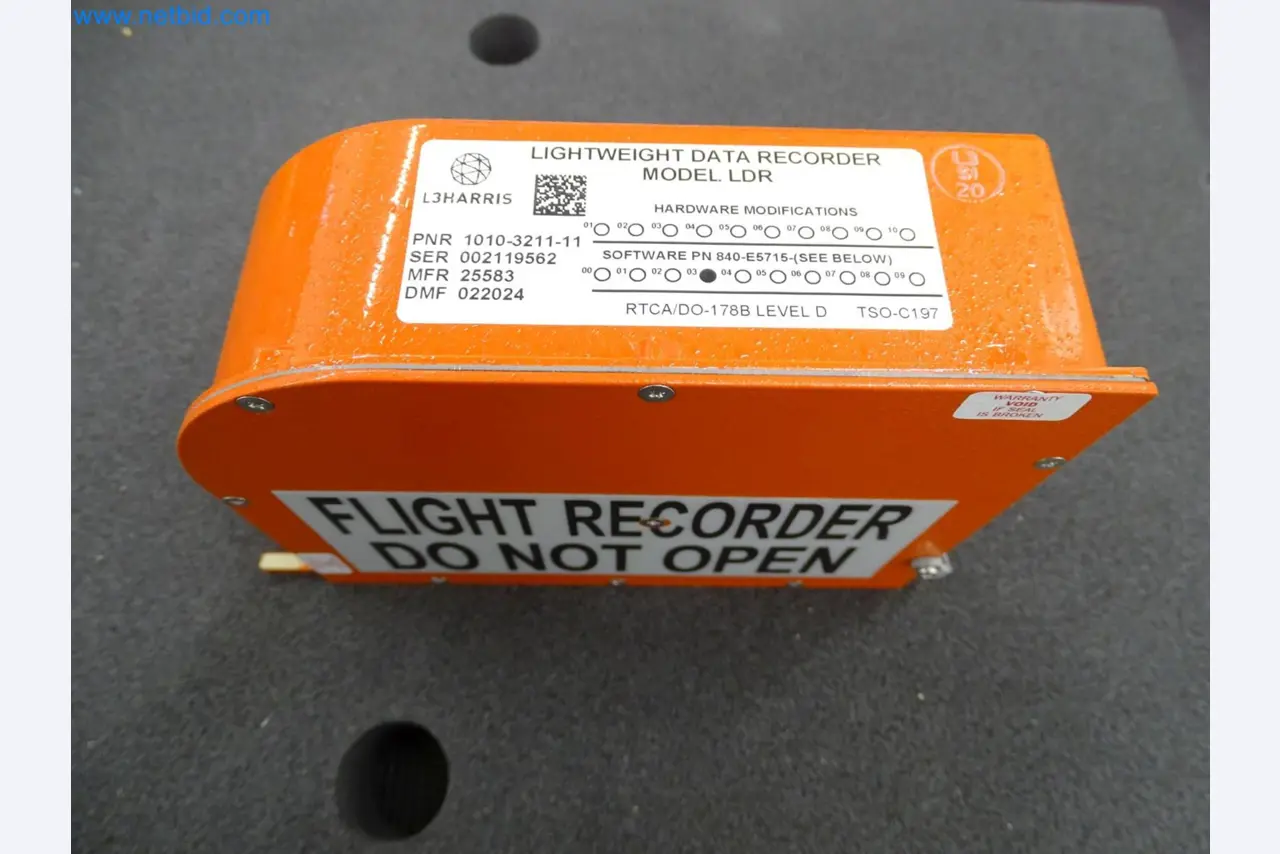 www.netbid.com
L3HARRIS
LIGHTWEIGHT DATA RECORDER
MODEL. LDR
HARDWARE MODIFICATIONS
01 02 03 04 05 06 07 08 09 10
PNR 1010-3211-11
SER 002119562
MFR 25583
DMF 022024
SOFTWARE PN 840-E5715-(SEE BELOW)
00 01 02 03 04 05 06 07 08 09
RTCA/DO-178B LEVEL D TSO-C197
20
WARRANTY
VOID
IF SEAL
IS BROKEN
FLIGHT RECORDER
DO NOT OPEN